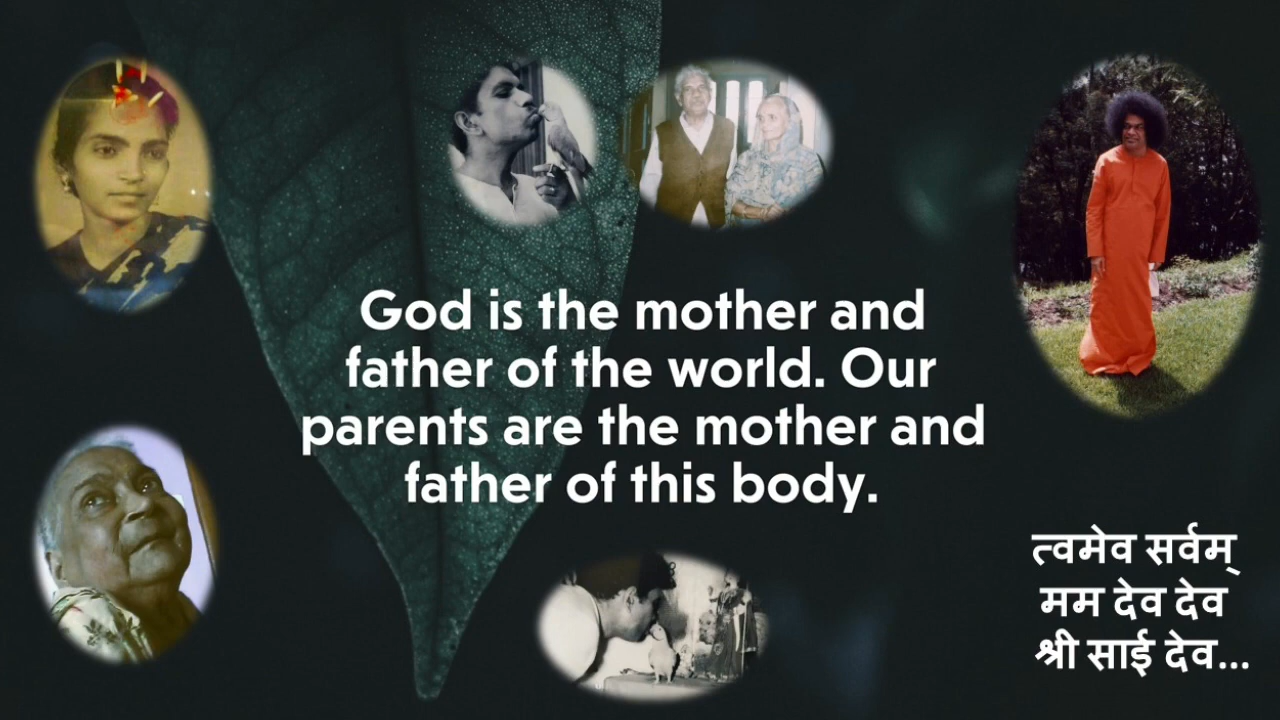 God is the mother and
father of the world. Our
parents are the mother and
father of this body.
त्वमेव सर्वम्
मम देव देव
श्री साई देव...